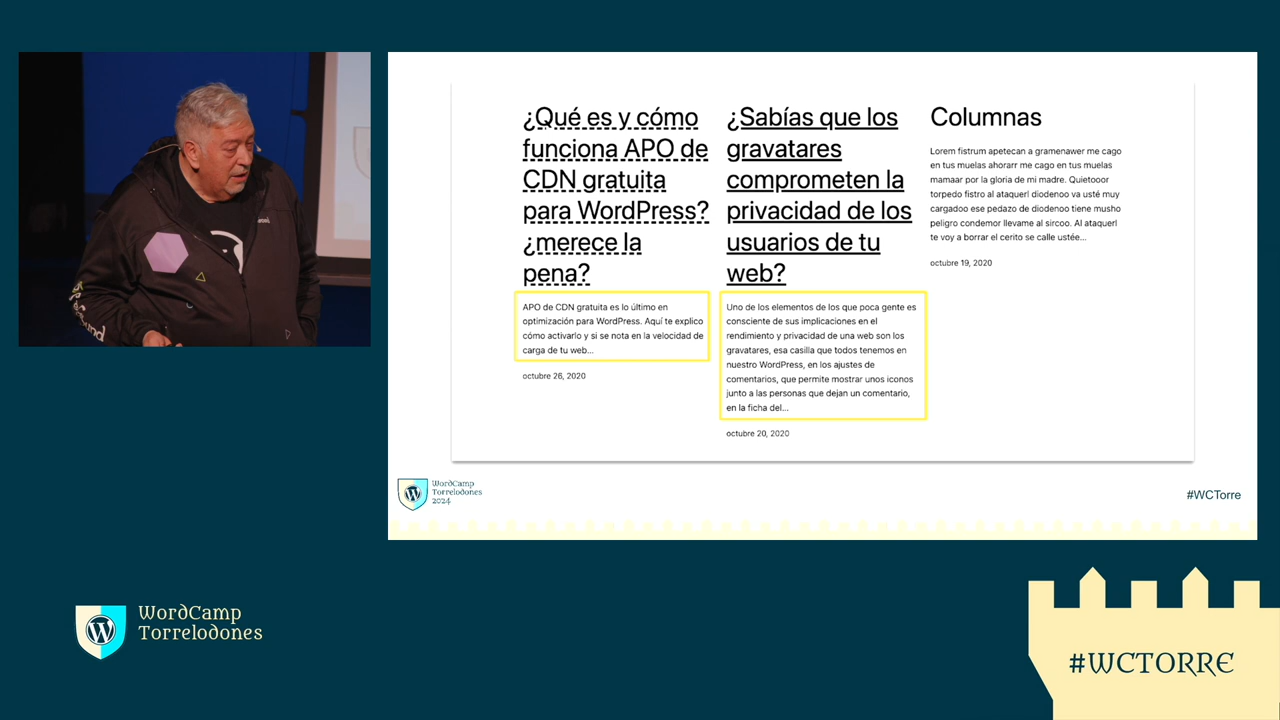 ¿Qué es y cómo
funciona APO de
CDN gratuita
para WordPress?
¿merece la
pena?
APO de CDN gratuita es lo último en
optimización para WordPress. Aquí te explico
cómo activarlo y si se nota en la velocidad de
carga de tu web...
octubre 26, 2020
¿Sabías que los
gravatares
comprometen la
privacidad de los
usuarios de tu
web?
Uno de los elementos de los que poca gente es
consciente de sus implicaciones en el
rendimiento y privacidad de una web son los
gravatares, esa casilla que todos tenemos en
nuestro WordPress, en los ajustes de
comentarios, que permite mostrar unos iconos
junto a las personas que dejan un comentario,
en la ficha del...
octubre 20, 2020
Columnas
Lorem fistrum apetecan a gramenawer me cago
en tus muelas ahorarr me cago en tus muelas
mamaar por la gloria de mi madre. Quietooor
torpedo fistro al ataquerl diodenoo va usté muy
cargadoo ese pedazo de diodenoo tiene musho
peligro condemor llevame al sircoo. Al ataquerl
te voy a borrar el cerito se calle ustée...
octubre 19, 2020
WordCamp
Torrelodones
2024
#WCTorre
WordCamp
Torrelodones
#WCTORRE